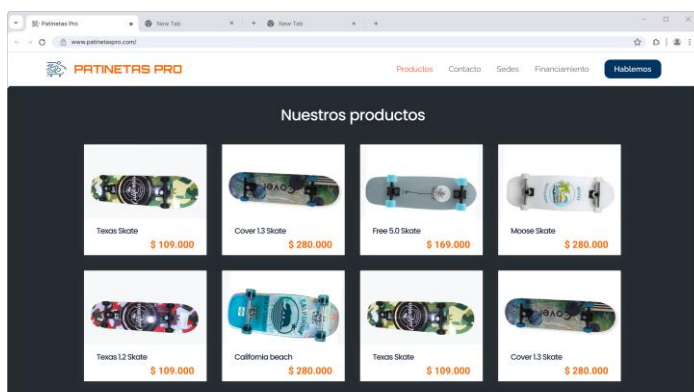 Patinetas Pro
New Tab
New Tab
www.patinetaspro.com/
PATINETAS PRO
Productos Contacto Sedes Financiamiento Hablemos
Nuestros productos
Texas Skate
$ 109.000
Cover 1.3 Skate
$ 280.000
Free 5.0 Skate
$ 169.000
Moose Skate
$ 280.000
Texas 1.2 Skate
$ 109.000
California beach
$ 280.000
Texas Skate
$ 109.000
Cover 1.3 Skate
$ 280.000